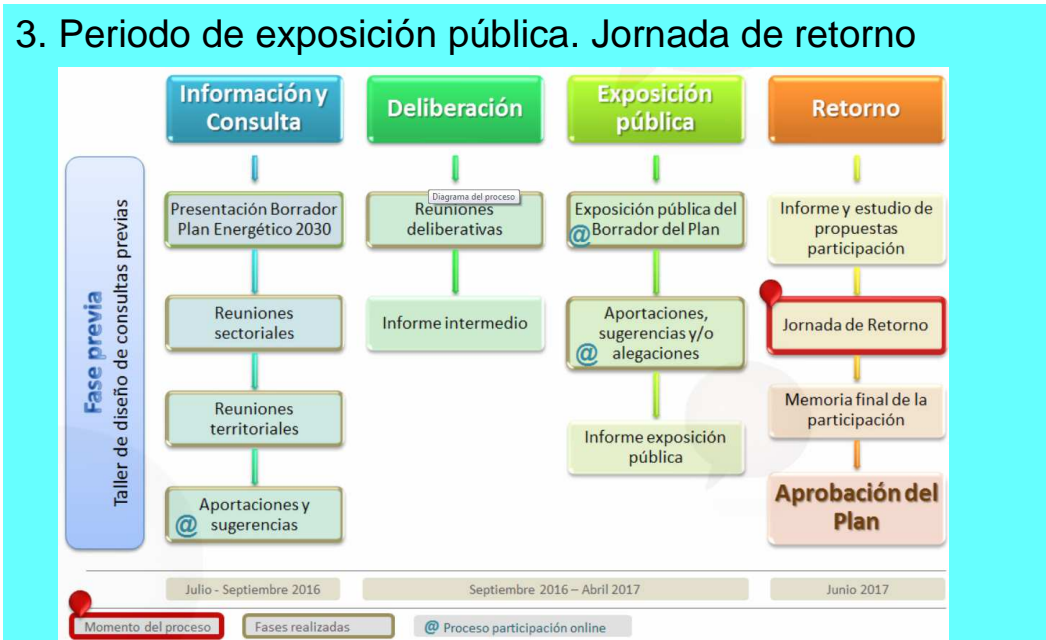 3. Periodo de exposición pública. Jornada de retorno
Fase previa
Taller de diseño de consultas previas
Información y
Consulta
Presentación Borrador
Plan Energético 2030
Reuniones
sectoriales
Reuniones
territoriales
@ Aportaciones y
sugerencias
Deliberación
Diagrama del proceso
Reuniones
deliberativas
Informe intermedio
Exposición
pública
Exposición pública del
@ Borrador del Plan
Aportaciones,
sugerencias y/o
@ alegaciones
Informe exposición
pública
Retorno
Informe y estudio de
propuestas
participación
Jornada de Retorno
Memoria final de la
participación
Aprobación del
Plan
Julio - Septiembre 2016
Septiembre 2016 – Abril 2017
Junio 2017
Momento del proceso
Fases realizadas
@ Proceso participación online